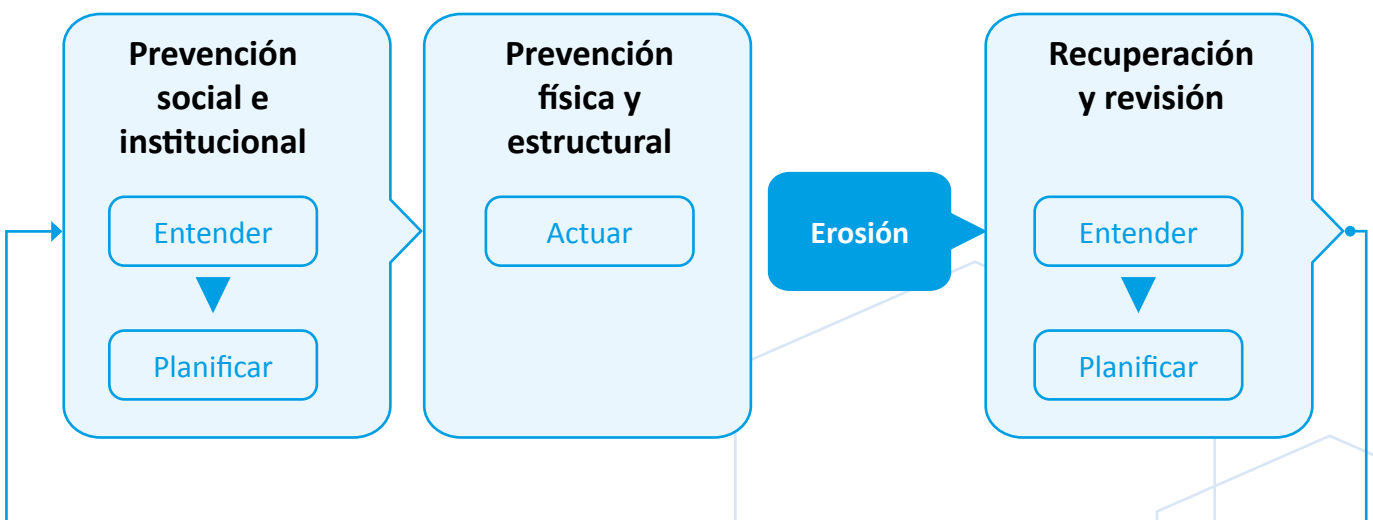 Prevención
social e
institucional
Entender
Planificar
Prevención
física y
estructural
Actuar
Erosión
Recuperación
y revisión
Entender
Planificar